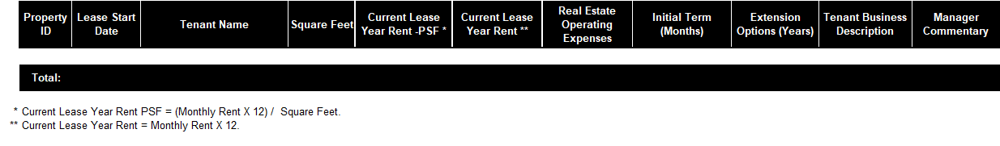 Property ID
Lease Start Date
Tenant Name
Square Feet
Current Lease Year Rent -PSF *
Current Lease Year Rent **
Real Estate Operating Expenses
Initial Term (Months)
Extension Options (Years)
Tenant Business Description
Manager Commentary
Total:
* Current Lease Year Rent PSF = (Monthly Rent X 12) / Square Feet.
** Current Lease Year Rent = Monthly Rent X 12.